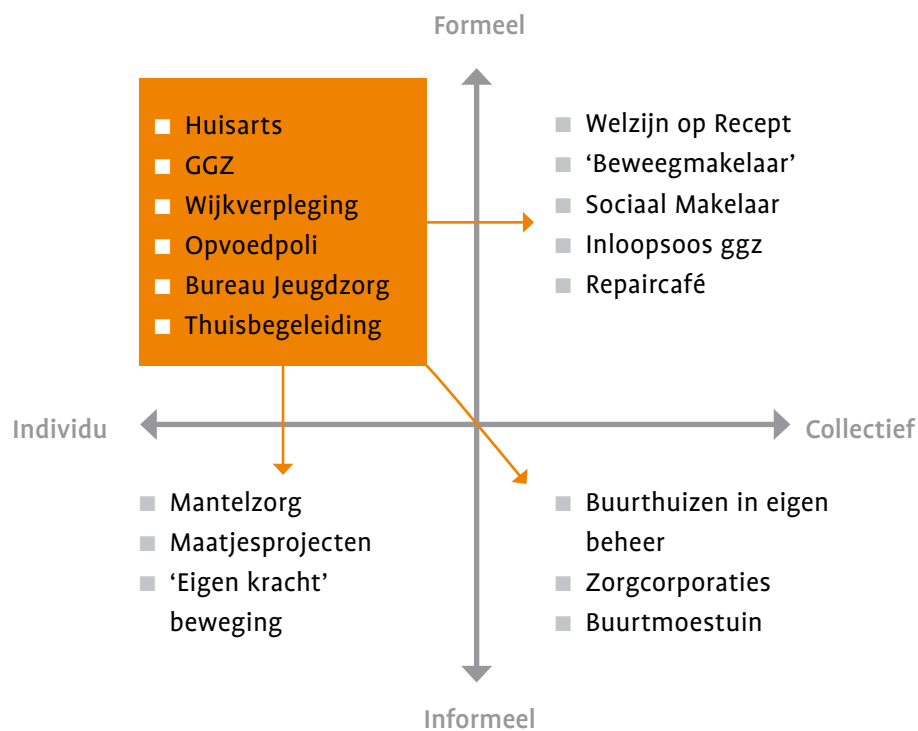 Formeel
Huisarts
GGZ
Wijkverpleging
Opvoedpoli
Bureau Jeugdzorg
Thuisbegeleiding
Welzijn op Recept
‘Beweegmakelaar’
Sociaal Makelaar
Inloopsoos ggz
Repaircafé
Individu
Collectief
Mantelzorg
Maatjesprojecten
‘Eigen kracht’
beweging
Buurthuizen in eigen
beheer
Zorgcorporaties
Buurtmoestuin
Informeel